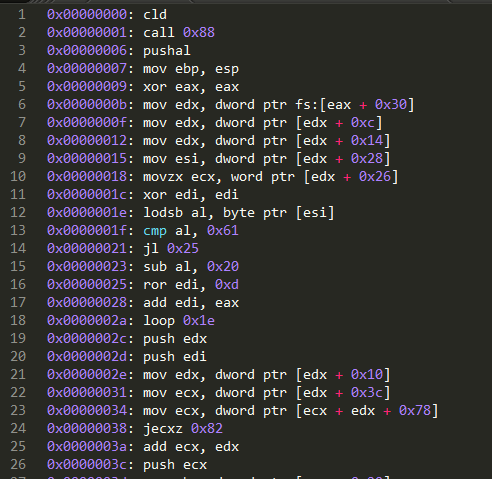 1 0x00000000: cld
2 0x00000001: call 0x88
3 0x00000006: pushal
4 0x00000007: mov ebp, esp
5 0x00000009: xor eax, eax
6 0x0000000b: mov edx, dword ptr fs:[eax + 0x30]
7 0x0000000f: mov edx, dword ptr [edx + 0xc]
8 0x00000012: mov edx, dword ptr [edx + 0x14]
9 0x00000015: mov esi, dword ptr [edx + 0x28]
10 0x00000018: movzx ecx, word ptr [edx + 0x26]
11 0x0000001c: xor edi, edi
12 0x0000001e: lodsb al, byte ptr [esi]
13 0x0000001f: cmp al, 0x61
14 0x00000021: jl 0x25
15 0x00000023: sub al, 0x20
16 0x00000025: ror edi, 0xd
17 0x00000028: add edi, eax
18 0x0000002a: loop 0x1e
19 0x0000002c: push edx
20 0x0000002d: push edi
21 0x0000002e: mov edx, dword ptr [edx + 0x10]
22 0x00000031: mov ecx, dword ptr [edx + 0x3c]
23 0x00000034: mov ecx, dword ptr [ecx + edx + 0x78]
24 0x00000038: jecxz 0x82
25 0x0000003a: add ecx, edx
26 0x0000003c: push ecx